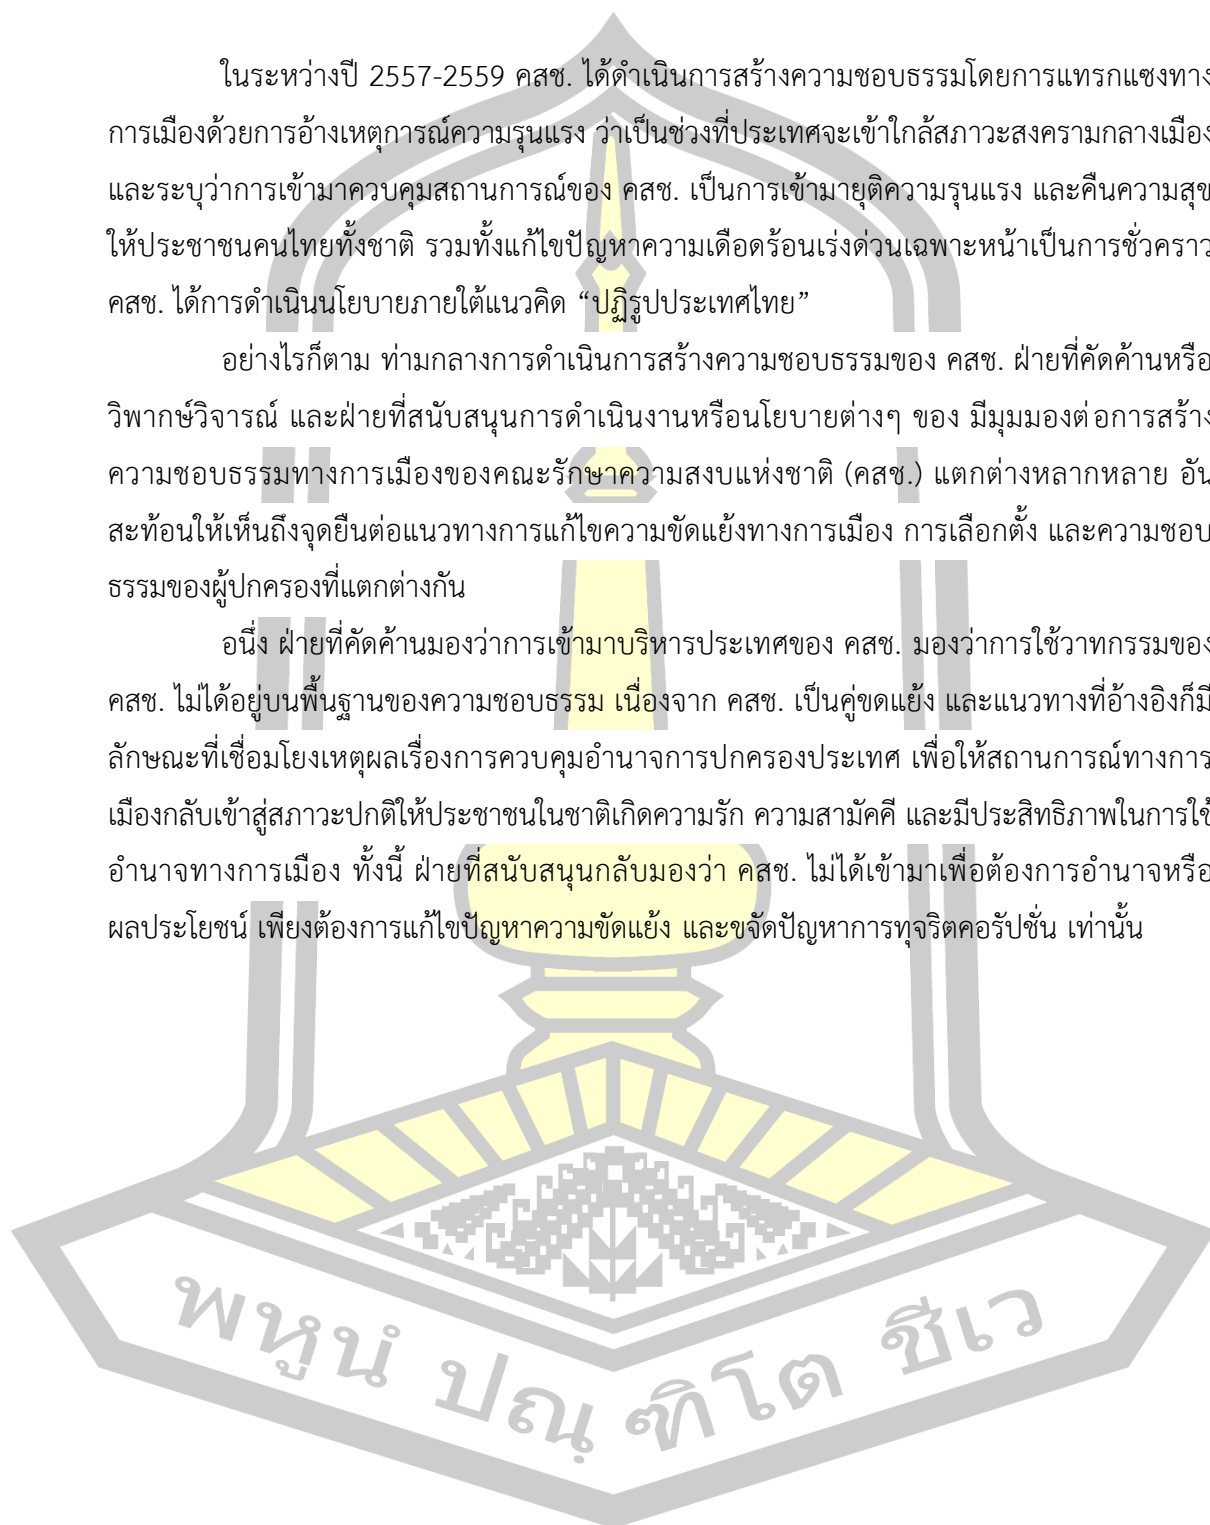 ในระหว่างปี 2557-2559 คสช. ได้ดำเนินการสร้างความชอบธรรมโดยการแทรกแซงทาง
การเมืองด้วยการอ้างเหตุการณ์ความรุนแรง ว่าเป็นช่วงที่ประเทศจะเข้าใกล้สภาวะสงครามกลางเมือง
และระบุว่าการเข้ามาควบคุมสถานการณ์ของ คสช. เป็นการเข้ามายุติความรุนแรง และคืนความสุข
ให้ประชาชนคนไทยทั้งชาติ รวมทั้งแก้ไขปัญหาความเดือดร้อนเร่งด่วนเฉพาะหน้าเป็นการชั่วคราว
คสช. ได้การดำเนินนโยบายภายใต้แนวคิด “ปฏิรูปประเทศไทย”
อย่างไรก็ตาม ท่ามกลางการดำเนินการสร้างความชอบธรรมของ คสช. ฝ่ายที่คัดค้านหรือ
วิพากษ์วิจารณ์ และฝ่ายที่สนับสนุนการดำเนินงานหรือนโยบายต่างๆ ของ มีมุมมองต่อการสร้าง
ความชอบธรรมทางการเมืองของคณะรักษาความสงบแห่งชาติ (คสช.) แตกต่างหลากหลาย อัน
สะท้อนให้เห็นถึงจุดยืนต่อแนวทางการแก้ไขความขัดแย้งทางการเมือง การเลือกตั้ง และความชอบ
ธรรมของผู้ปกครองที่แตกต่างกัน
อนึ่ง ฝ่ายที่คัดค้านมองว่าการเข้ามาบริหารประเทศของ คสช. มองว่าการใช้วาทกรรมของ
คสช. ไม่ได้อยู่บนพื้นฐานของความชอบธรรม เนื่องจาก คสช. เป็นคู่ขดแย้ง และแนวทางที่อ้างอิงก็มี
ลักษณะที่เชื่อมโยงเหตุผลเรื่องการควบคุมอำนาจการปกครองประเทศ เพื่อให้สถานการณ์ทางการ
เมืองกลับเข้าสู่สภาวะปกติให้ประชาชนในชาติเกิดความรัก ความสามัคคี และมีประสิทธิภาพในการใช้
อำนาจทางการเมือง ทั้งนี้ ฝ่ายที่สนับสนุนกลับมองว่า คสช. ไม่ได้เข้ามาเพื่อต้องการอำนาจหรือ
ผลประโยชน์ เพียงต้องการแก้ไขปัญหาความขัดแย้ง และขจัดปัญหาการทุจริตคอรัปชั่น เท่านั้น
พหูนํ ปณฺฑิโต ชีเว